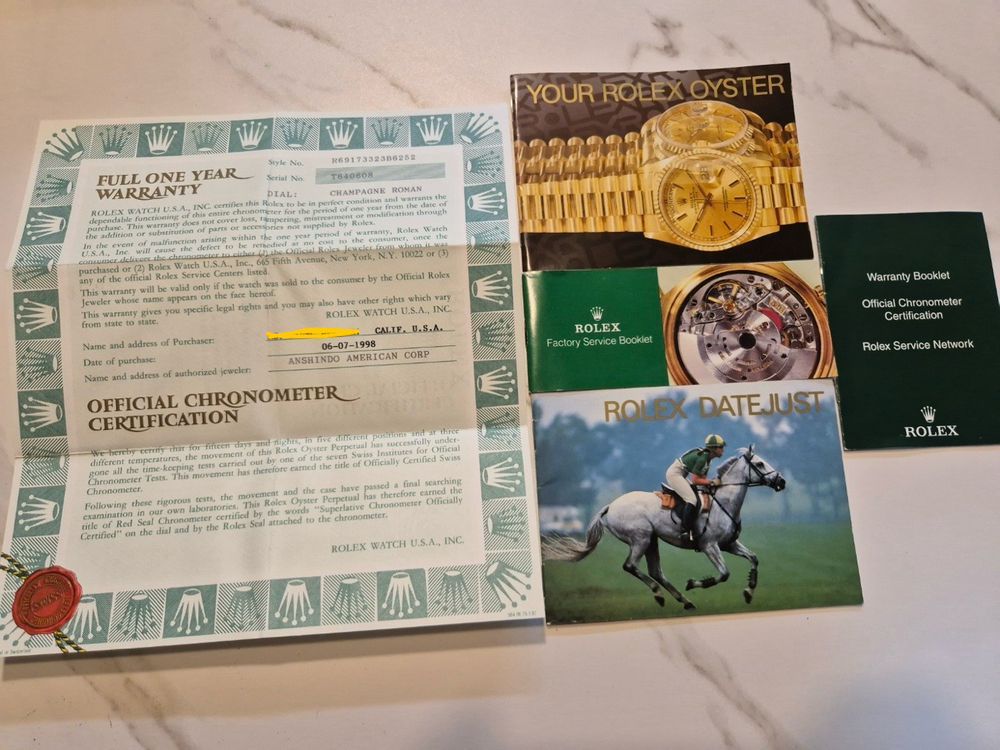 FULL ONE YEAR
WARRANTY
Style No. R69173323B6252
Serial No. T640608
DIAL: CHAMPAGNE ROMAN
ROLEX WATCH U.S.A., INC. certifies this Rolex to be in perfect condition and warrants the
dependable functioning of this entire chronometer for the period of one year from the date of
purchase. This warranty does not cover loss, tampering, mistreatment or modification through
the addition or substitution of parts or accessories not supplied by Rolex.
In the event of malfunction arising within the one year period of warranty, Rolex Watch
U.S.A., Inc. will cause the defect to be remedied at no cost to the consumer, once the
consumer delivers the chronometer to either (1) the Official Rolex Jeweler from whom it was
purchased or (2) Rolex Watch U.S.A., Inc., 665 Fifth Avenue, New York, N.Y. 10022 or (3)
any of the official Rolex Service Centers listed.
This warranty will be valid only if the watch was sold to the consumer by the Official Rolex
Jeweler whose name appears on the face hereof.
This warranty gives you specific legal rights and you may also have other rights which vary
from state to state.
ROLEX WATCH U.S.A., INC.
Name and address of Purchaser: CALIF. U.S.A.
Date of purchase: 06-07-1998
Name and address of authorized jeweler: ANSHINDO AMERICAN CORP
OFFICIAL CHRONOMETER
CERTIFICATION
We hereby certify that for fifteen days and nights, in five different positions and at three
different temperatures, the movement of this Rolex Oyster Perpetual has successfully under-
gone all the time-keeping tests carried out by one of the seven Swiss Institutes for Official
Chronometer Tests. This movement has therefore earned the title of Officially Certified Swiss
Chronometer.
Following these rigorous tests, the movement and the case have passed a final searching
examination in our own laboratories. This Rolex Oyster Perpetual has therefore earned the
title of Red Seal Chronometer certified by the words "Superlative Chronometer Officially
Certified" on the dial and by the Rolex Seal attached to the chronometer.
ROLEX WATCH U.S.A., INC.
YOUR ROLEX OYSTER
ROLEX
Factory Service Booklet
ROLEX DATEJUST
Warranty Booklet
Official Chronometer
Certification
Rolex Service Network
ROLEX